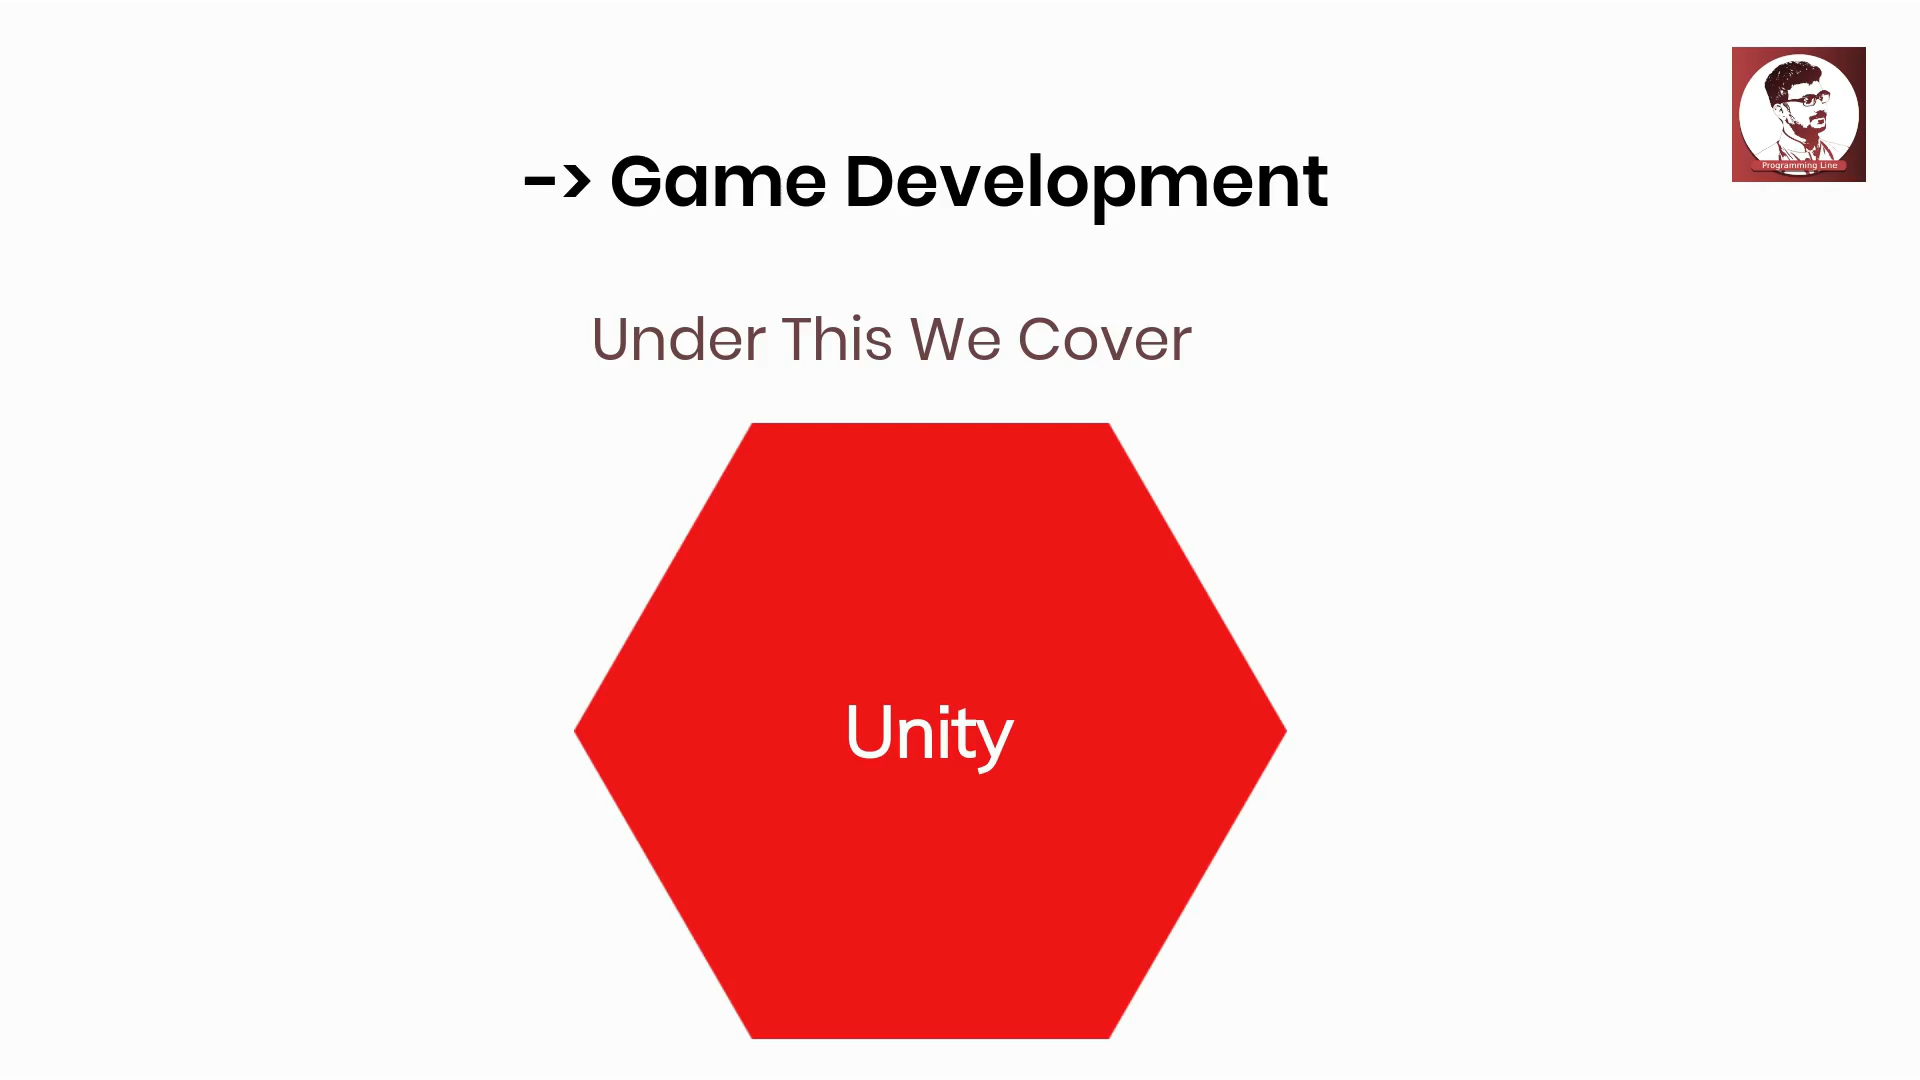 -> Game Development
Programming Line
Under This We Cover
Unity